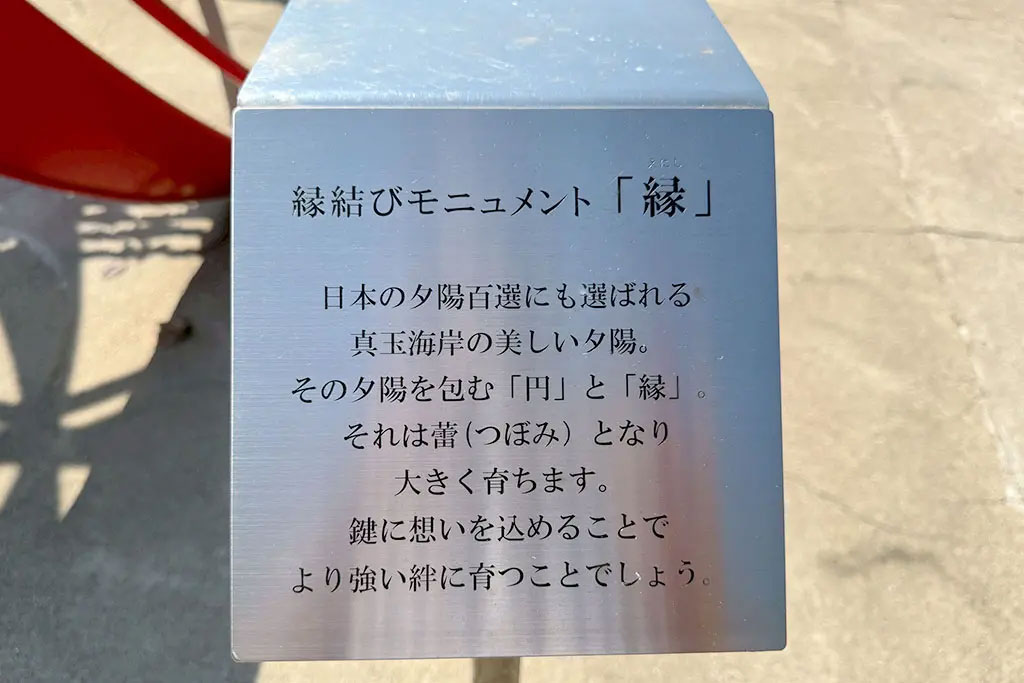 えにし
縁結びモニュメント「縁」
日本の夕陽百選にも選ばれる
真玉海岸の美しい夕陽。
その夕陽を包む「円」と「縁」。
それは蕾(つぼみ)となり
大きく育ちます。
鍵に想いを込めることで
より強い絆に育つことでしょう。